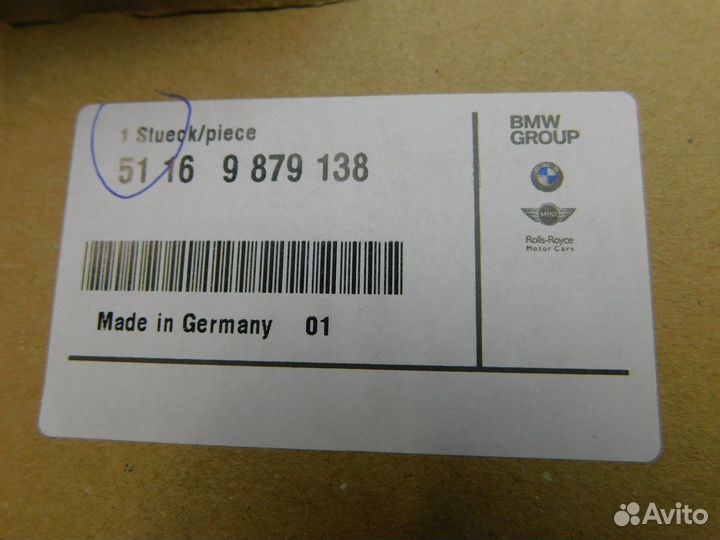 1 Stueck/piece
51 16 9 879 138
Made in Germany 01
BMW
GROUP
BMW
MINI
Rolls-Royce
Motor Cars
Avito